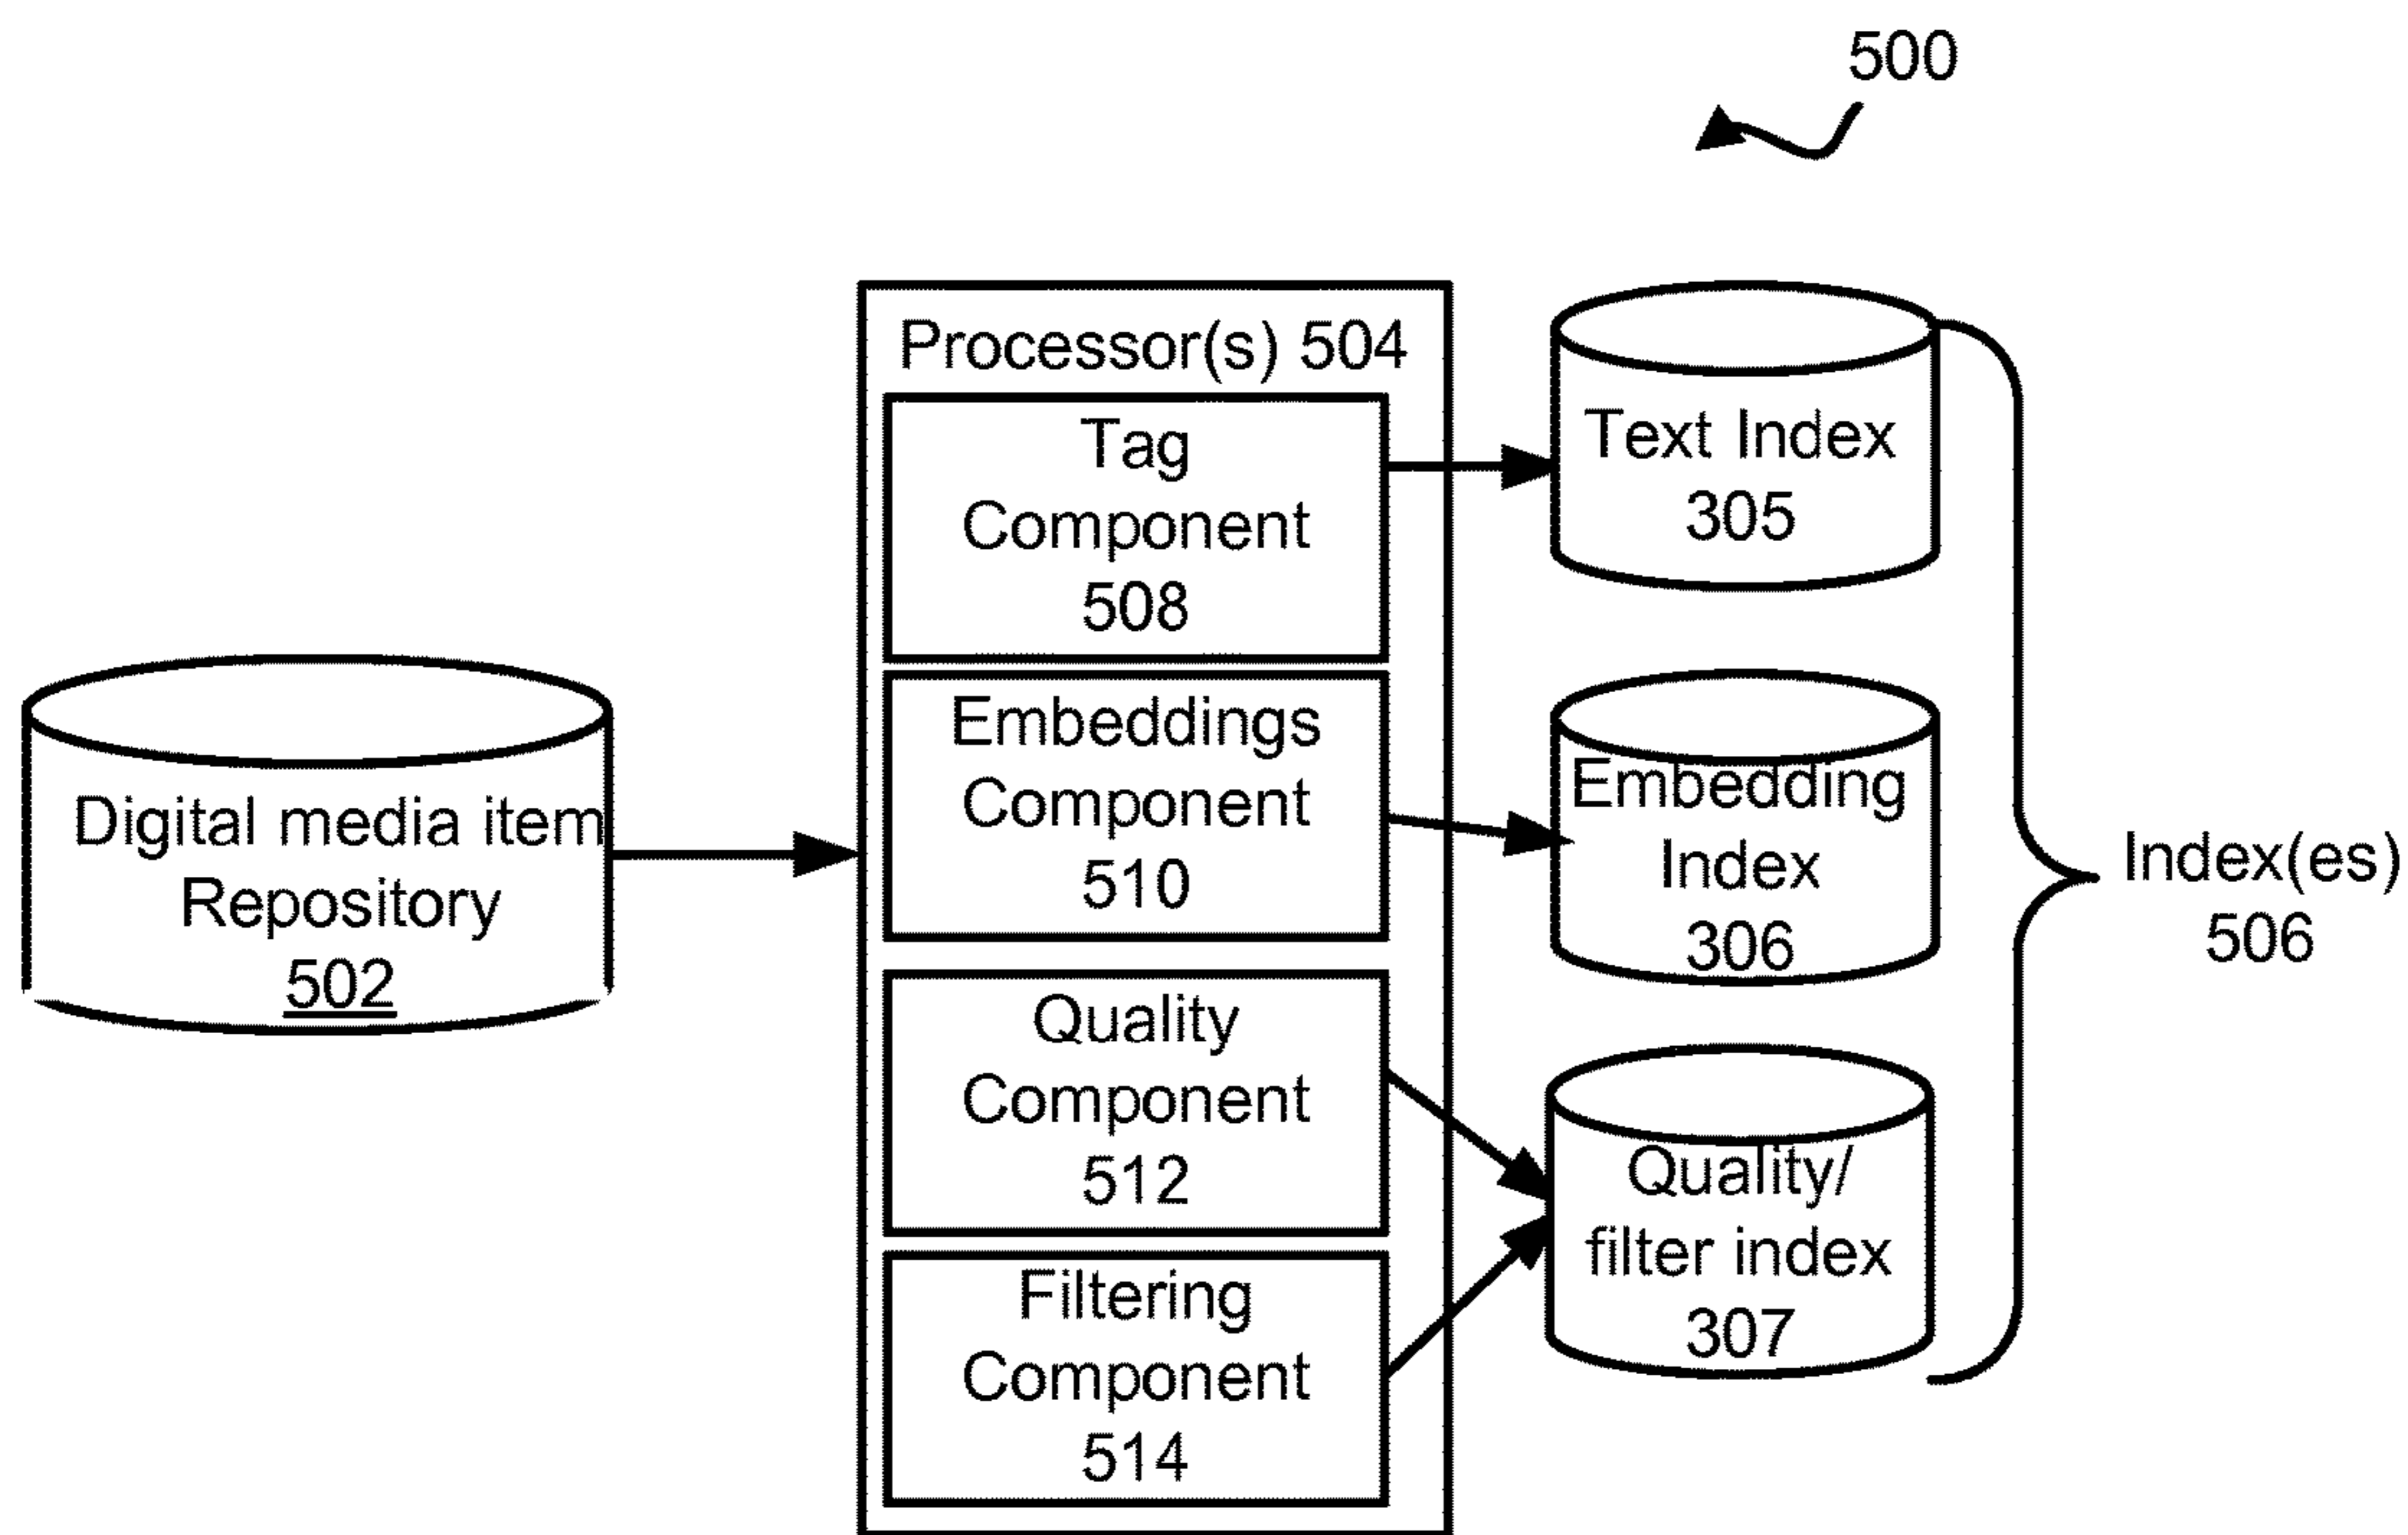 500
Digital media item
Repository
502
Processor(s) 504
Tag
Component
508
Embeddings
Component
510
Quality
Component
512
Filtering
Component
514
Text Index
305
Embedding
Index
306
Quality/
filter index
307
Index(es)
506